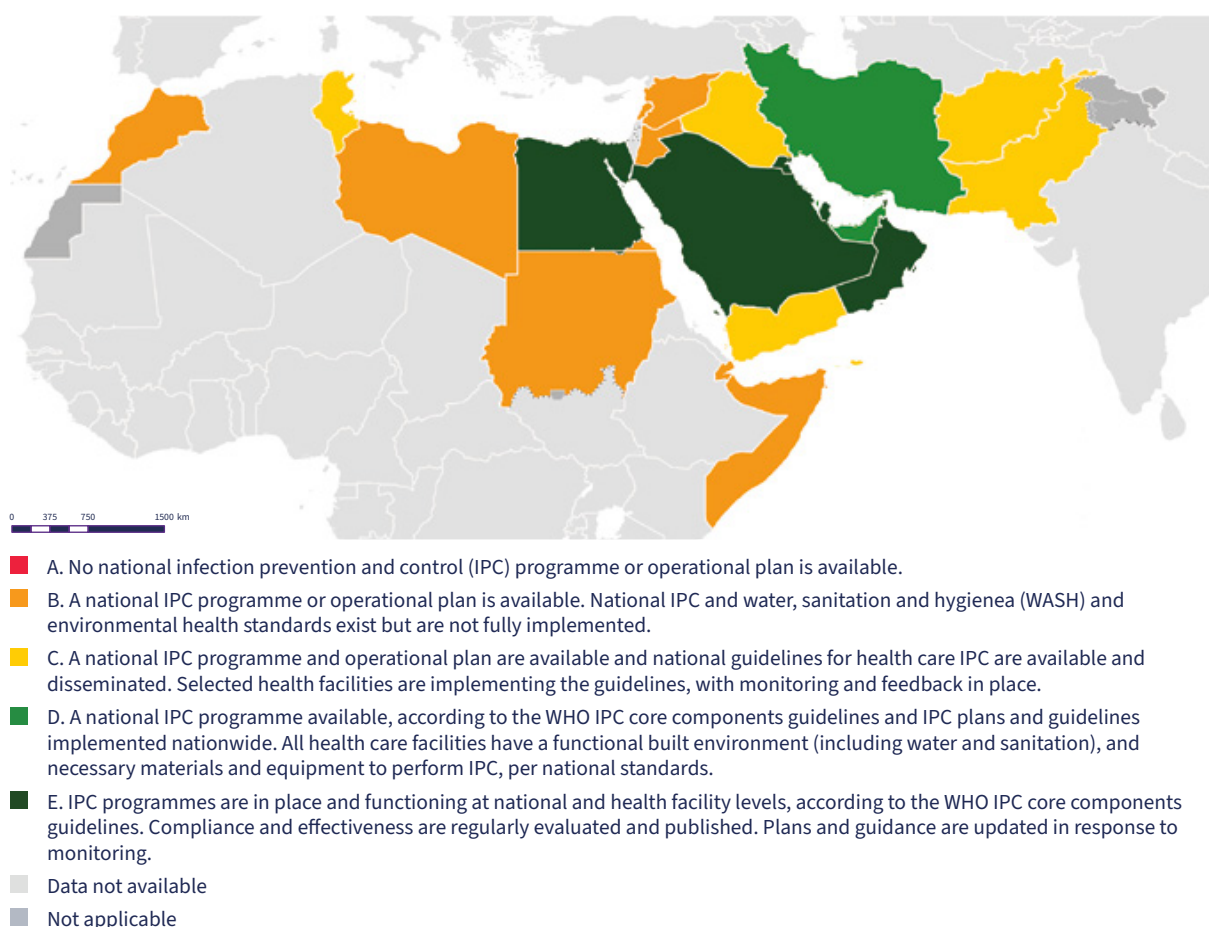 0 375 750 1500 km
A. No national infection prevention and control (IPC) programme or operational plan is available.
B. A national IPC programme or operational plan is available. National IPC and water, sanitation and hygienea (WASH) and
environmental health standards exist but are not fully implemented.
C. A national IPC programme and operational plan are available and national guidelines for health care IPC are available and
disseminated. Selected health facilities are implementing the guidelines, with monitoring and feedback in place.
D. A national IPC programme available, according to the WHO IPC core components guidelines and IPC plans and guidelines
implemented nationwide. All health care facilities have a functional built environment (including water and sanitation), and
necessary materials and equipment to perform IPC, per national standards.
E. IPC programmes are in place and functioning at national and health facility levels, according to the WHO IPC core components
guidelines. Compliance and effectiveness are regularly evaluated and published. Plans and guidance are updated in response to
monitoring.
Data not available
Not applicable